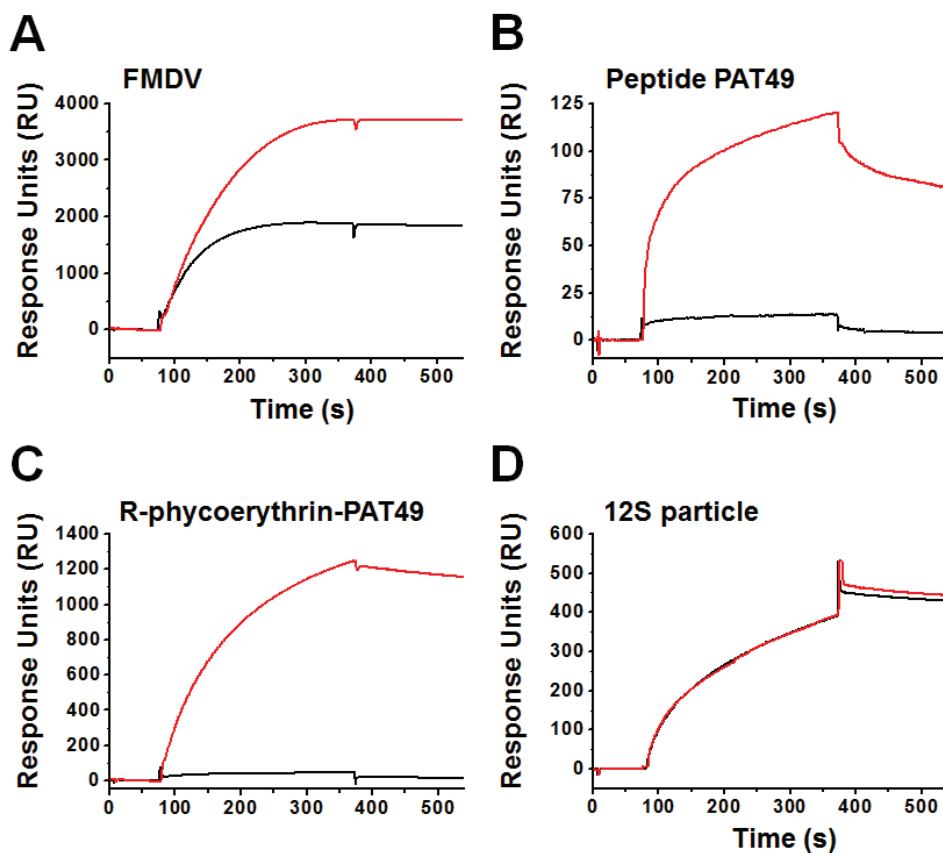 A
FMDV
Response Units (RU)
4000
3000
2000
1000
0
0 100 200 300 400 500
Time (s)
B
Peptide PAT49
Response Units (RU)
125
100
75
50
25
0
0 100 200 300 400 500
Time (s)
C
R-phycoerythrin-PAT49
Response Units (RU)
1400
1200
1000
800
600
400
200
0
0 100 200 300 400 500
D
12S particle
Response Units (RU)
600
500
400
300
200
100
0
0 100 200 300 400 500
Time (s)